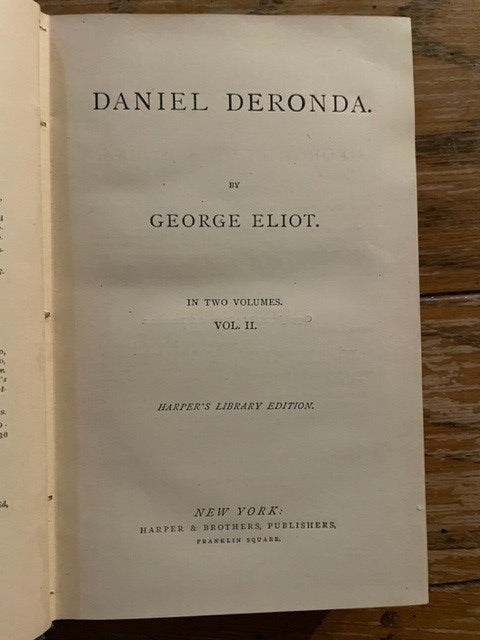 DANIEL DERONDA.
BY
GEORGE ELIOT.
IN TWO VOLUMES.
VOL. II.
HARPER'S LIBRARY EDITION.
NEW YORK:
HARPER & BROTHERS, PUBLISHERS,
FRANKLIN SQUARE.